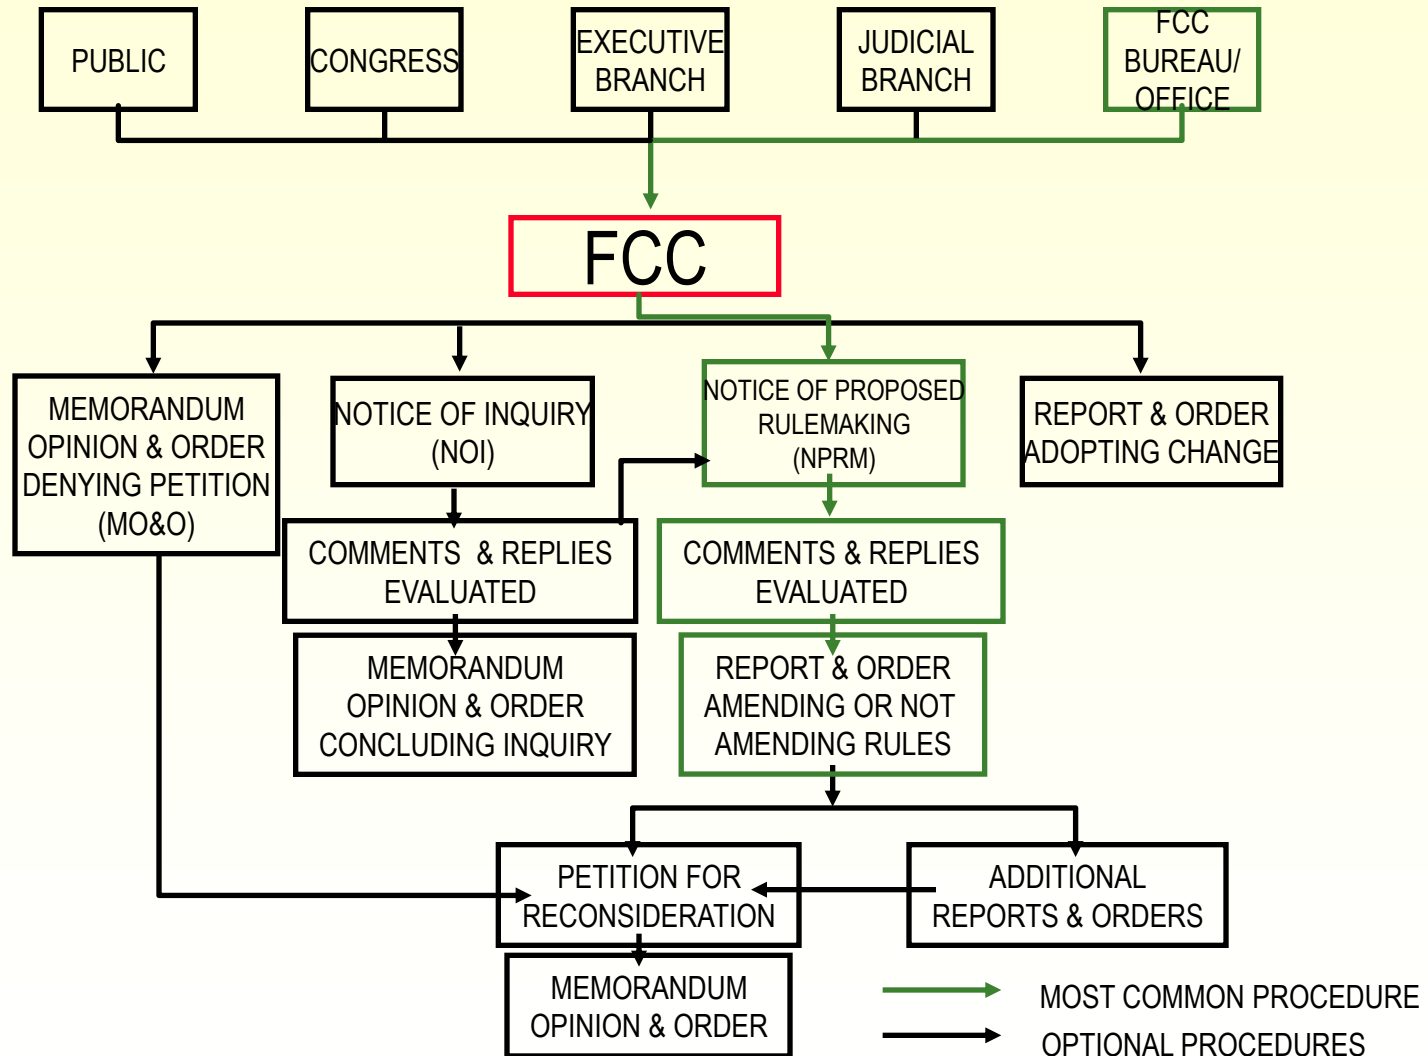 PUBLIC
CONGRESS
EXECUTIVE
BRANCH
JUDICIAL
BRANCH
FCC
BUREAU/
OFFICE
FCC
MEMORANDUM
OPINION & ORDER
DENYING PETITION
(MO&O)
NOTICE OF INQUIRY
(NOI)
NOTICE OF PROPOSED
RULEMAKING
(NPRM)
REPORT & ORDER
ADOPTING CHANGE
COMMENTS & REPLIES
EVALUATED
COMMENTS & REPLIES
EVALUATED
MEMORANDUM
OPINION & ORDER
CONCLUDING INQUIRY
REPORT & ORDER
AMENDING OR NOT
AMENDING RULES
PETITION FOR
RECONSIDERATION
ADDITIONAL
REPORTS & ORDERS
MEMORANDUM
OPINION & ORDER
MOST COMMON PROCEDURE
OPTIONAL PROCEDURES